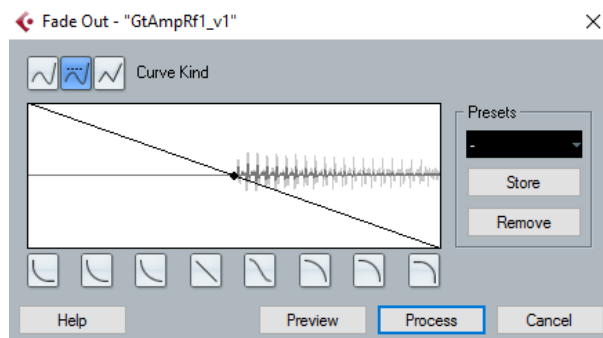 Fade Out - "GtAmpRf1_v1"
Curve Kind
Presets
-
Store
Remove
Help
Preview
Process
Cancel